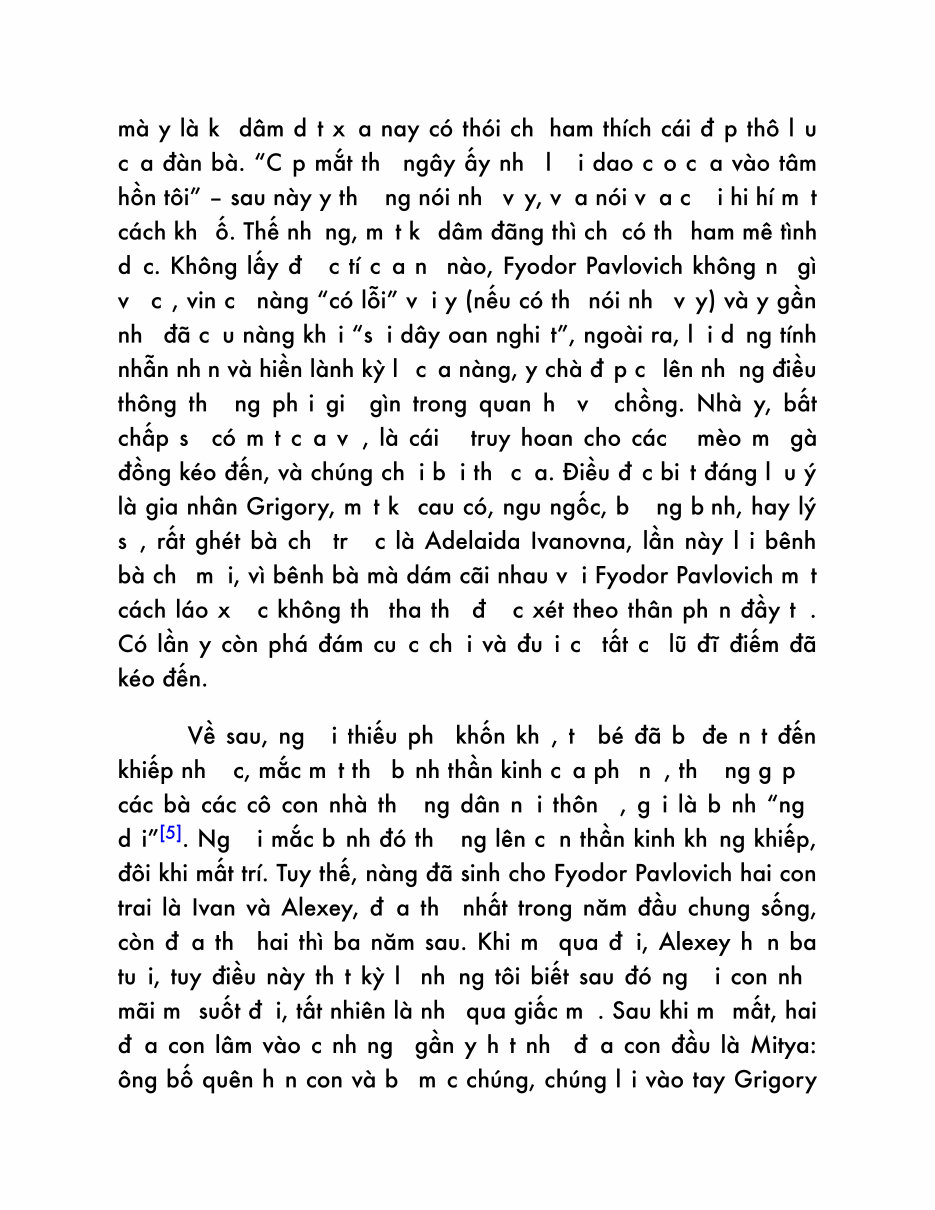 mà y là k  dâm d t x a nay có thói ch  ham thích cái đ p thô l u
c a đàn bà. “C p mắt th  ngây ấy nh  l  i dao c o c a vào tâm
hồn tôi” – sau này y th  ng nói nh  v y, v a nói v a c  i hi hí m t
cách kh  ố. Thế nh ng, m t k  dâm đãng thì ch  có th  ham mê tình
d c. Không lấy đ  c tí c a n  nào, Fyodor Pavlovich không n  gì
v  c , vin c  nàng “có lỗi” v i y (nếu có th  nói nh  v y) và y gần
nh  đã c u nàng kh i “s i dây oan nghi t”, ngoài ra, l i d ng tính
nhẫn nh n và hiền lành kỳ l  c a nàng, y chà đ p c  lên nh ng điều
thông th  ng ph i gi  gìn trong quan h  v  chồng. Nhà y, bất
chấp s  có m t c a v , là cái   truy hoan cho các   mèo m  gà
đồng kéo đến, và chúng ch i b i th  c a. Điều đ c bi t đáng l u ý
là gia nhân Grigory, m t k  cau có, ngu ngốc, b  ng b nh, hay lý
s , rất ghét bà ch  tr  c là Adelaida Ivanovna, lần này l i bênh
bà ch  m i, vì bênh bà mà dám cãi nhau v i Fyodor Pavlovich m t
cách láo x  c không th  tha th  đ  c xét theo thân ph n đầy t .
Có lần y còn phá đám cu c ch i và đu i c  tất c  lũ đĩ điếm đã
kéo đến.
Về sau, ng  i thiếu ph  khốn kh , t  bé đã b  đe n t đến
khiếp nh  c, mắc m t th  b nh thần kinh c a ph  n , th  ng g p
các bà các cô con nhà th  ng dân n i thôn  , g i là b nh “ng
d i”[5]. Ng  i mắc b nh đó th  ng lên c n thần kinh kh ng khiếp,
đôi khi mất trí. Tuy thế, nàng đã sinh cho Fyodor Pavlovich hai con
trai là Ivan và Alexey, đ a th  nhất trong năm đầu chung sống,
còn đ a th  hai thì ba năm sau. Khi m  qua đ i, Alexey h n ba
tu i, tuy điều này th t kỳ l  nh ng tôi biết sau đó ng  i con nh
mãi m  suốt đ i, tất nhiên là nh  qua giấc m . Sau khi m  mất, hai
đ a con lâm vào c nh ng  gần y h t nh  đ a con đầu là Mitya:
ông bố quên h n con và b  m c chúng, chúng l i vào tay Grigory